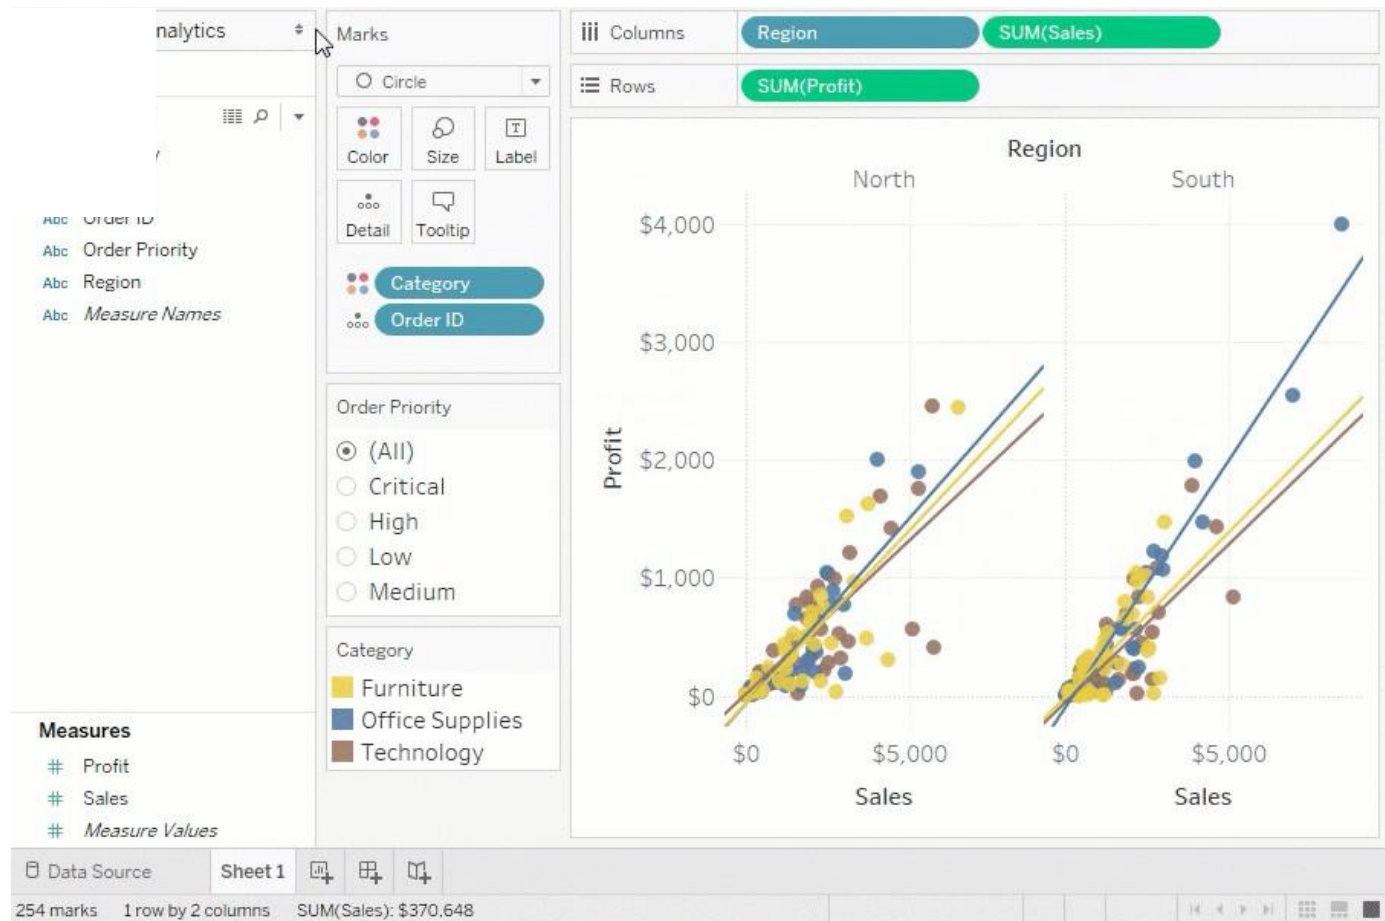 nalytics
Order ID
Order Priority
Region
Measure Names
Measures
Profit
Sales
Measure Values
Marks
Circle
Color Size Label
Detail Tooltip
Category
Order ID
Order Priority
(All)
Critical
High
Low
Medium
Category
Furniture
Office Supplies
Technology
Columns Region SUM(Sales)
Rows SUM(Profit)
Region
North South
Profit
$4,000
$3,000
$2,000
$1,000
$0
$0 $5,000 $0 $5,000
Sales Sales
Data Source Sheet 1
254 marks 1 row by 2 columns SUM(Sales): $370,648